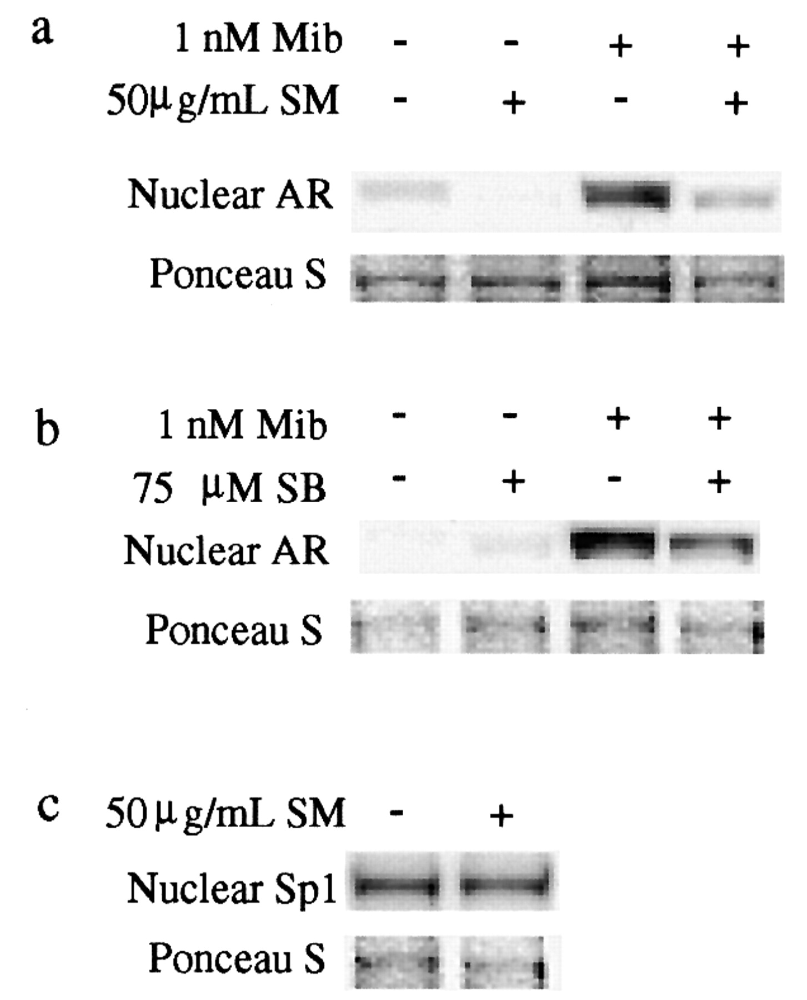 a
1 nM Mib - - + +
50μg/mL SM - + - +
Nuclear AR
Ponceau S
b
1 nM Mib - - + +
75 μM SB - + - +
Nuclear AR
Ponceau S
c
50μg/mL SM - +
Nuclear Sp1
Ponceau S